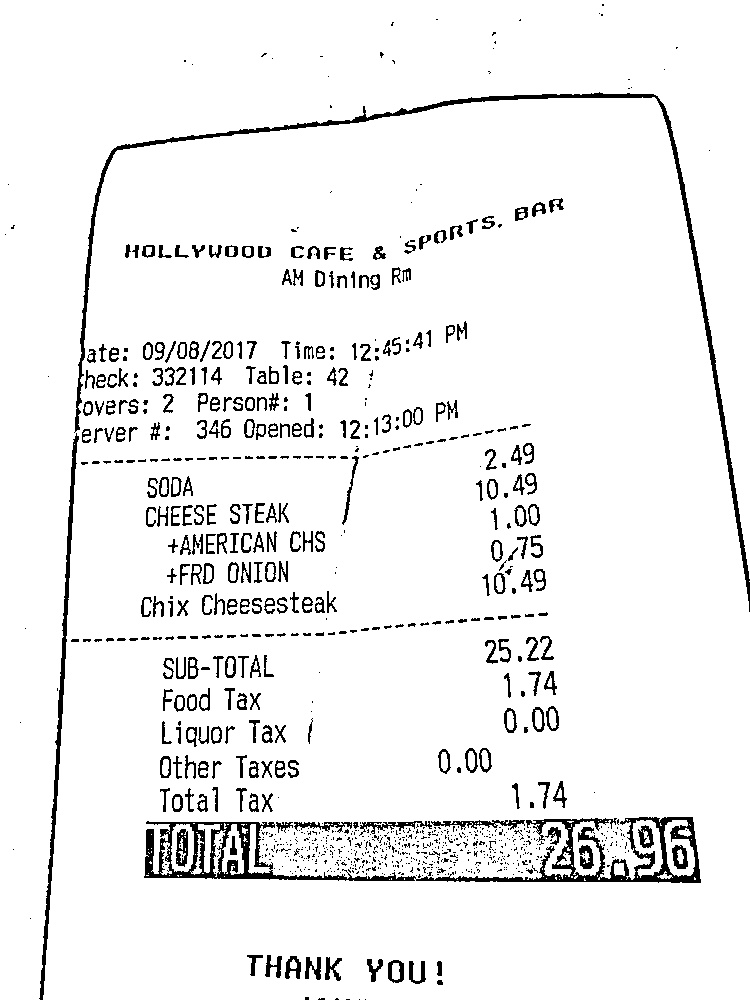 HOLLYWOOD CAFE & SPORTS. BAR
AM Dining Rm
ate: 09/08/2017 Time: 12:45:41 PM
heck: 332114 Table: 42
overs: 2 Person#: 1
erver #: 346 Opened: 12:13:00 PM
SODA 2.49
CHEESE STEAK 10.49
+AMERICAN CHS 1.00
+FRD ONION 0.75
Chix Cheesesteak 10.49
SUB-TOTAL 25.22
Food Tax 1.74
Liquor Tax 0.00
Other Taxes 0.00
Total Tax 1.74
TOTAL 26.96
THANK YOU!